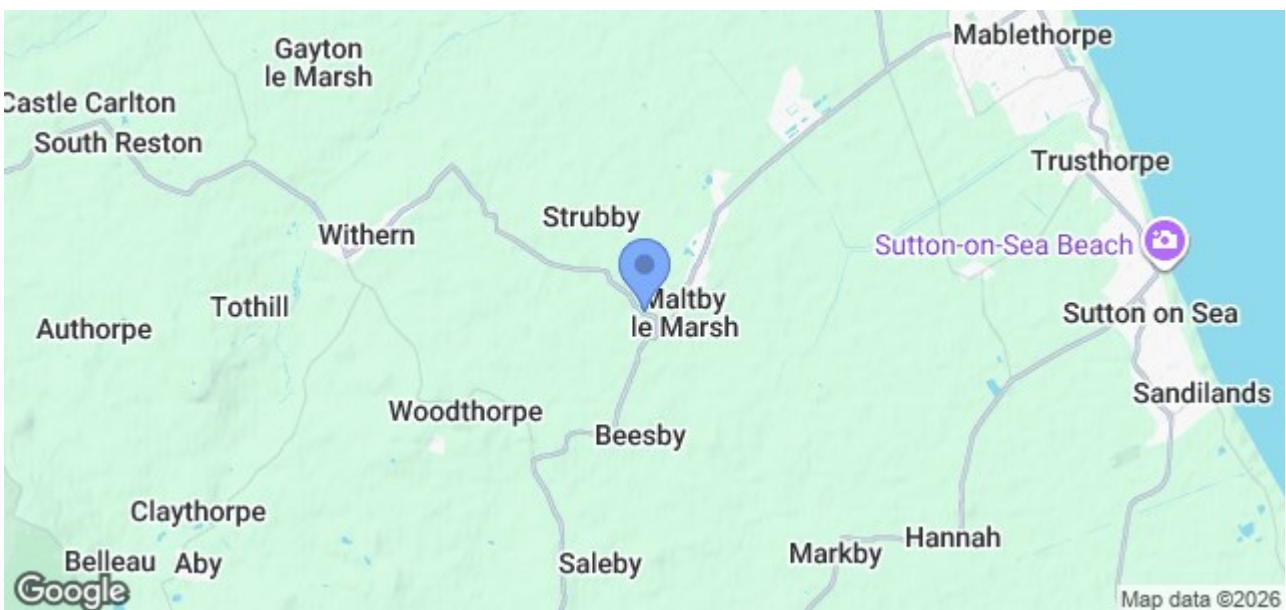 Mablethorpe
Gayton
le Marsh
Castle Carlton
South Reston
Trusthorpe
Strubby
Withern
Sutton-on-Sea Beach
Maltby
le Marsh
Tothill
Authorpe
Sutton on Sea
Sandilands
Woodthorpe
Beesby
Claythorpe
Hannah
Markby
Belleau
Aby
Saleby
Google
Map data ©2026